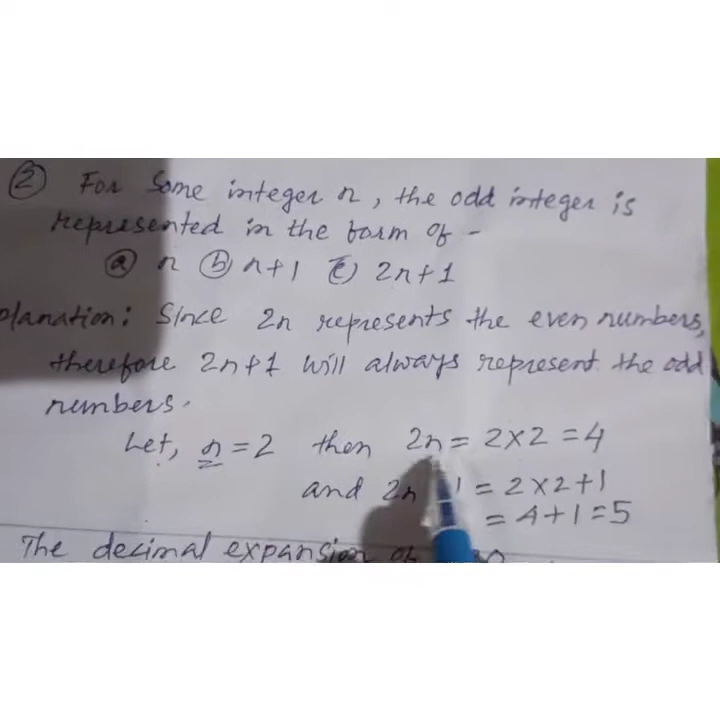 ② For Some integer n, the odd integer is
represented in the form of -
ⓐ n ⓑ n+1 ⓒ 2n+1
planation: Since 2n represents the even numbers,
therefore 2n+1 will always represent the odd
numbers.
Let, n = 2 then 2n = 2×2 = 4
and 2n 1 = 2×2+1
= 4+1 = 5
The decimal expansion of